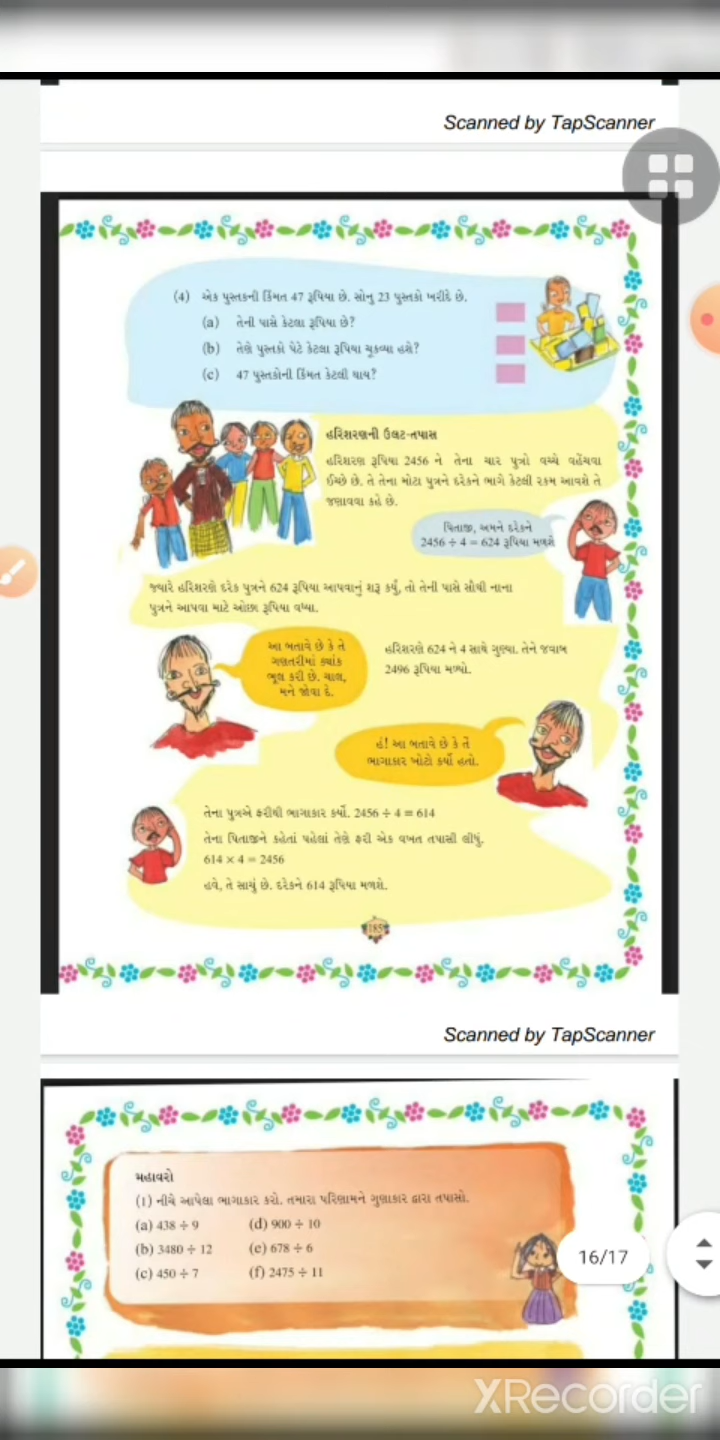 Scanned by TapScanner
(4) એક પુસ્તકની કિંમત 47 રૂપિયા છે. સોનુ 23 પુસ્તકો ખરીદે છે.
(a) તેની પાસે કેટલા રૂપિયા છે?
(b) તેણે પુસ્તકો પેટે કેટલા રૂપિયા ચૂકવ્યા હશે?
(c) 47 પુસ્તકોની કિંમત કેટલી થાય?
હરિશરણની ઉલટ-તપાસ
હરિશરણ રૂપિયા 2456 ને તેના ચાર પુત્રો વચ્ચે વહેંચવા
ઈચ્છે છે. તે તેના મોટા પુત્રને દરેકને ભાગે કેટલી રકમ આવશે તે
જણાવવા કહે છે.
પિતાજી, અમને દરેકને
2456 ÷ 4 = 624 રૂપિયા મળશે
જ્યારે હરિશરણે દરેક પુત્રને 624 રૂપિયા આપવાનું શરૂ કર્યું, તો તેની પાસે સૌથી નાના
પુત્રને આપવા માટે ઓછા રૂપિયા વધ્યા.
આ બતાવે છે કે તે
ગણતરીમાં ક્યાંક
ભૂલ કરી છે. ચાલ,
મને જોવા દે.
હરિશરણે 624 ને 4 સાથે ગુણ્યા. તેને જવાબ
2496 રૂપિયા મળ્યો.
હં! આ બતાવે છે કે તેં
ભાગાકાર ખોટો કર્યો હતો.
તેના પુત્રએ ફરીથી ભાગાકાર કર્યો. 2456 ÷ 4 = 614
તેના પિતાજીને કહેતાં પહેલાં તેણે ફરી એક વખત તપાસી લીધું.
614 × 4 = 2456
હવે, તે સાચું છે. દરેકને 614 રૂપિયા મળશે.
185
Scanned by TapScanner
મહાવરો
(1) નીચે આપેલા ભાગાકાર કરો. તમારા પરિણામને ગુણાકાર દ્વારા તપાસો.
(a) 438 ÷ 9 (d) 900 ÷ 10
(b) 3480 ÷ 12 (e) 678 ÷ 6
(c) 450 ÷ 7 (f) 2475 ÷ 11
16/17
XRecorder